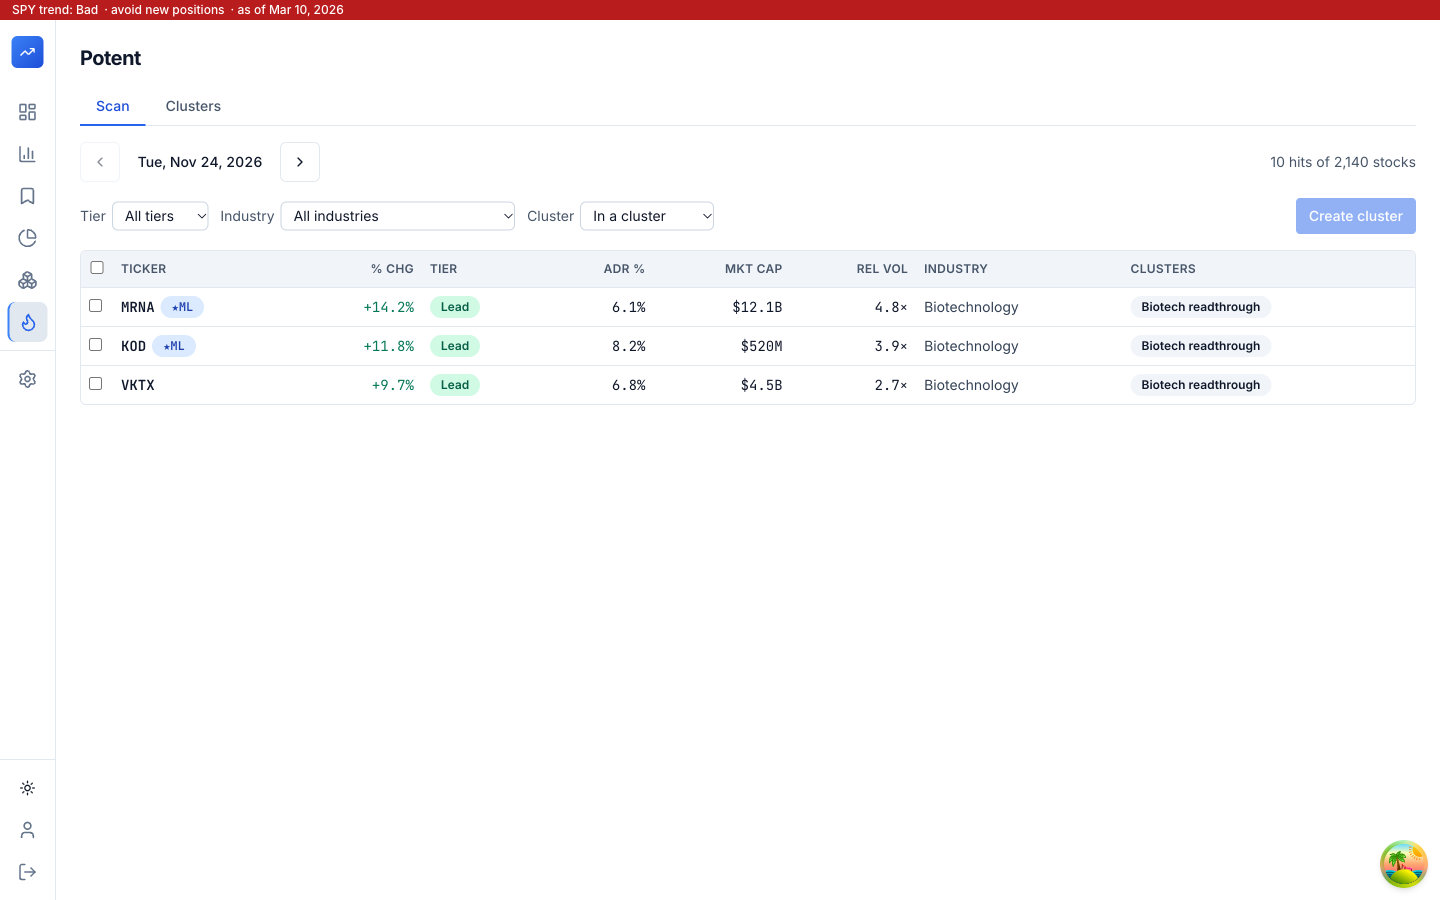 SPY trend: Bad · avoid new positions · as of Mar 10, 2026
Potent
Scan Clusters
Tue, Nov 24, 2026 10 hits of 2,140 stocks
Tier All tiers Industry All industries Cluster In a cluster Create cluster
TICKER % CHG TIER ADR % MKT CAP REL VOL INDUSTRY CLUSTERS
MRNA ★ML +14.2% Lead 6.1% $12.1B 4.8× Biotechnology Biotech readthrough
KOD ★ML +11.8% Lead 8.2% $520M 3.9× Biotechnology Biotech readthrough
VKTX +9.7% Lead 6.8% $4.5B 2.7× Biotechnology Biotech readthrough